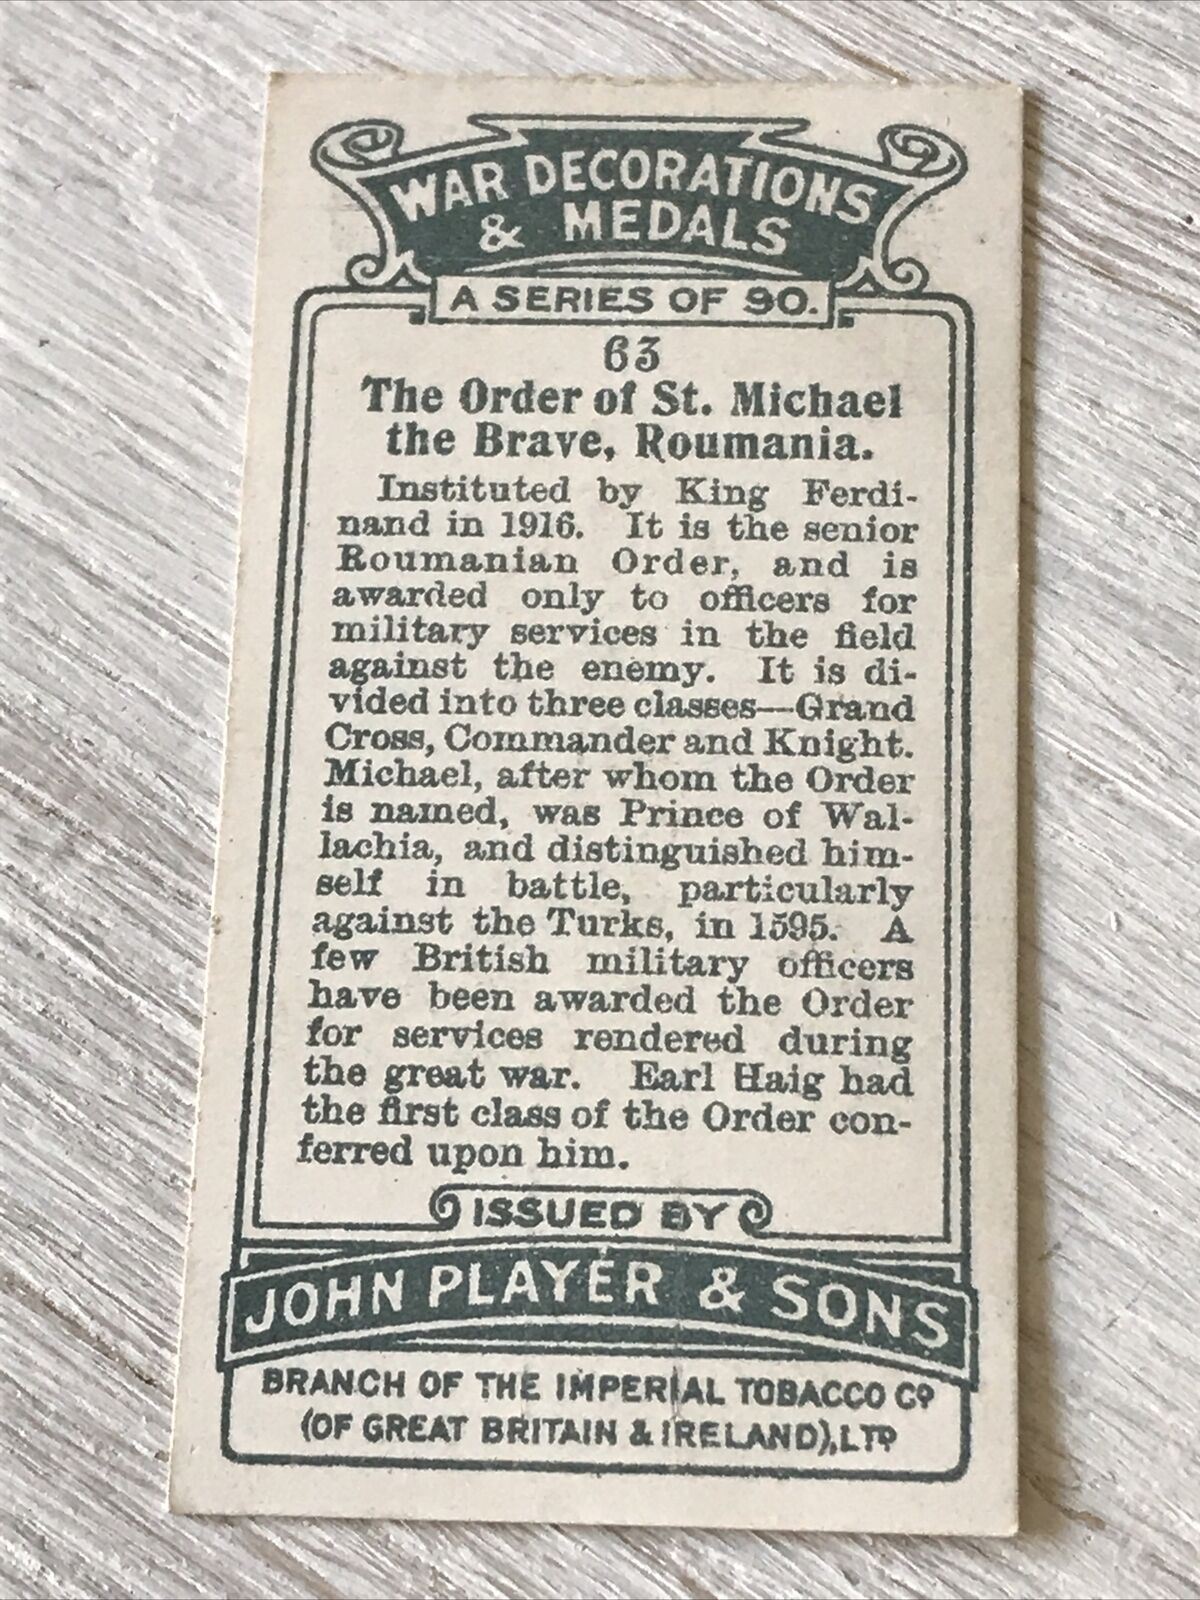 WAR DECORATIONS
& MEDALS
A SERIES OF 90.
63
The Order of St. Michael
the Brave, Roumania.
Instituted by King Ferdi-
nand in 1916. It is the senior
Roumanian Order, and is
awarded only to officers for
military services in the field
against the enemy. It is di-
vided into three classes—Grand
Cross, Commander and Knight.
Michael, after whom the Order
is named, was Prince of Wal-
lachia, and distinguished him-
self in battle, particularly
against the Turks, in 1595. A
few British military officers
have been awarded the Order
for services rendered during
the great war. Earl Haig had
the first class of the Order con-
ferred upon him.
ISSUED BY
JOHN PLAYER & SONS
BRANCH OF THE IMPERIAL TOBACCO CO
(OF GREAT BRITAIN & IRELAND), LTD